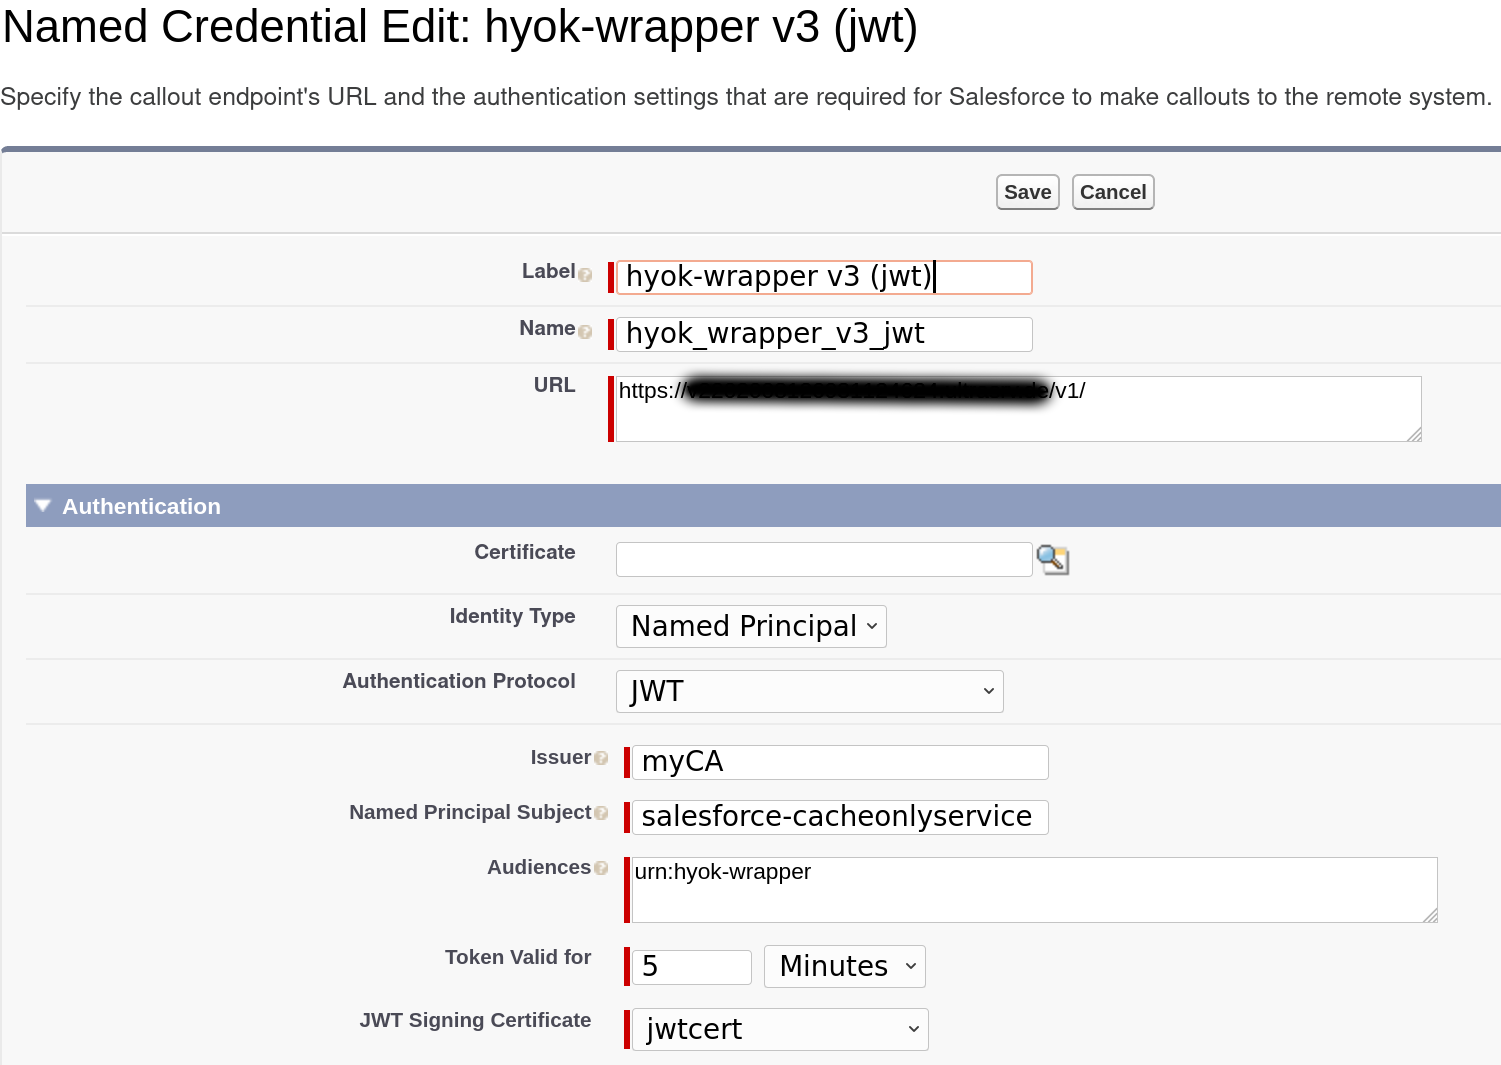 Named Credential Edit: hyok-wrapper v3 (jwt)
Specify the callout endpoint's URL and the authentication settings that are required for Salesforce to make callouts to the remote system.
Save Cancel
Label ? hyok-wrapper v3 (jwt)
Name ? hyok_wrapper_v3_jwt
URL https:// /v1/
Authentication
Certificate
Identity Type Named Principal
Authentication Protocol JWT
Issuer ? myCA
Named Principal Subject ? salesforce-cacheonlyservice
Audiences ? urn:hyok-wrapper
Token Valid for 5 Minutes
JWT Signing Certificate jwtcert